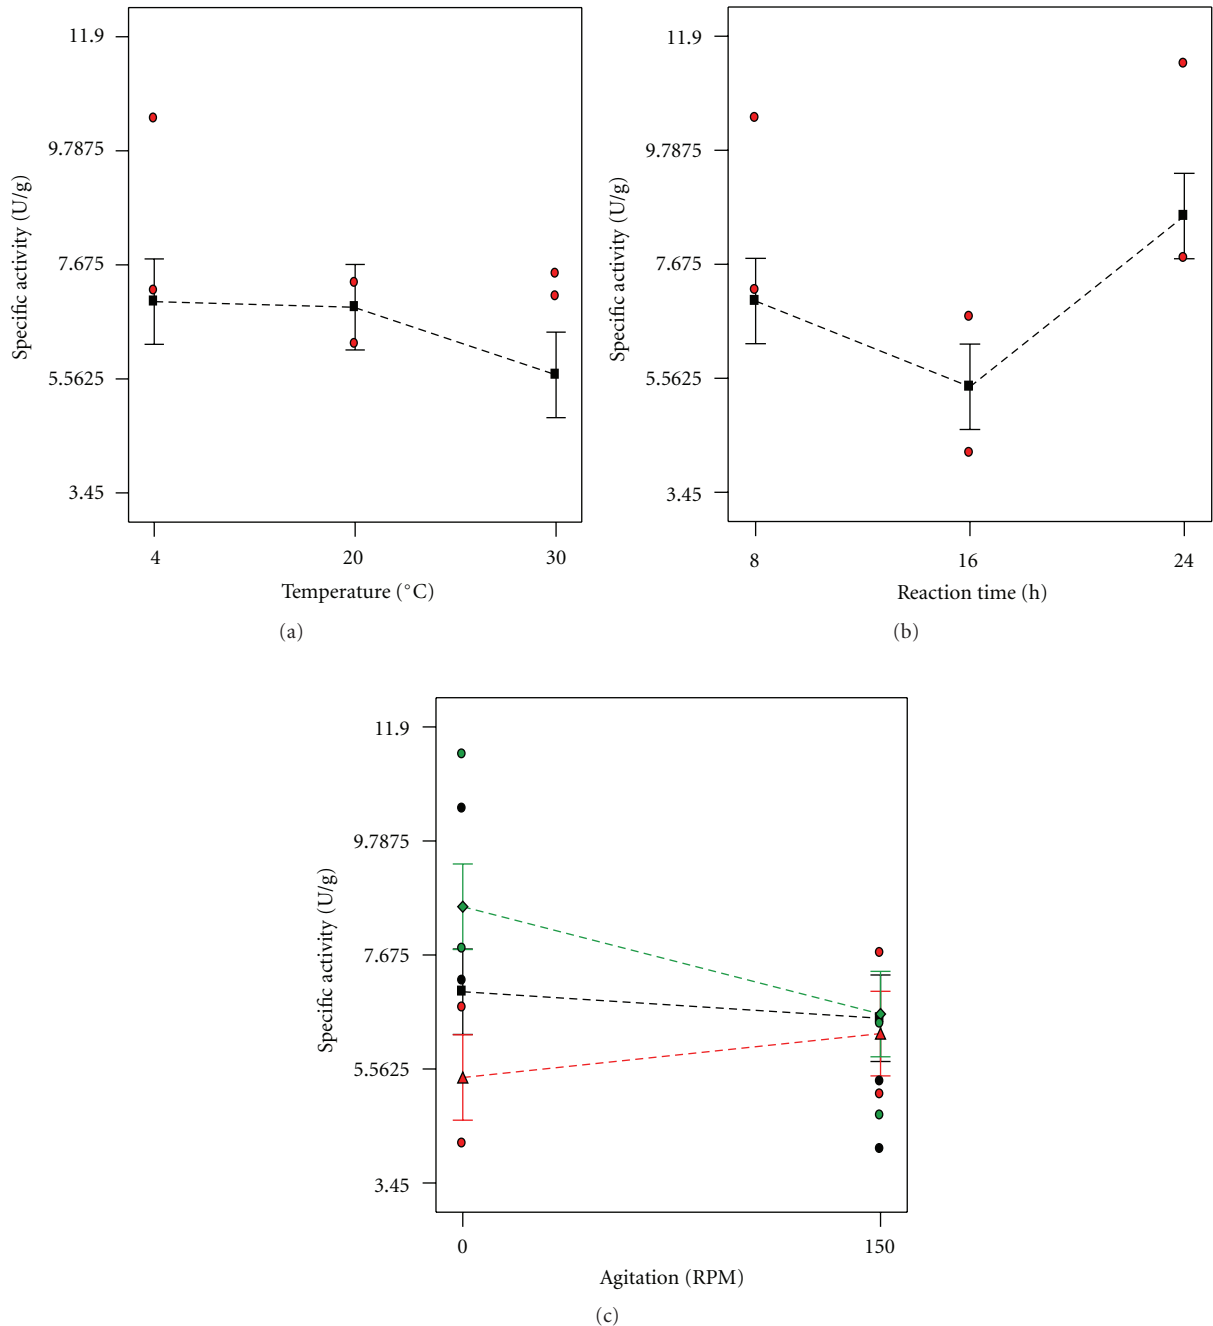 11.9
9.7875
7.675
5.5625
3.45
Specific activity (U/g)
4 20 30
Temperature (°C)
(a)
11.9
9.7875
7.675
5.5625
3.45
Specific activity (U/g)
8 16 24
Reaction time (h)
(b)
11.9
9.7875
7.675
5.5625
3.45
Specific activity (U/g)
0 150
Agitation (RPM)
(c)